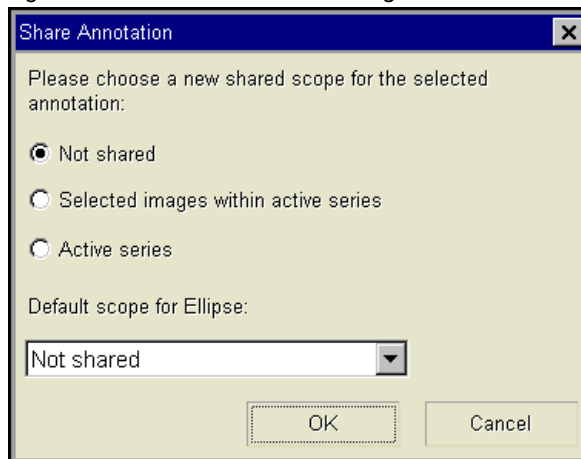 Share Annotation
Please choose a new shared scope for the selected
annotation:
Not shared
Selected images within active series
Active series
Default scope for Ellipse:
Not shared
OK
Cancel